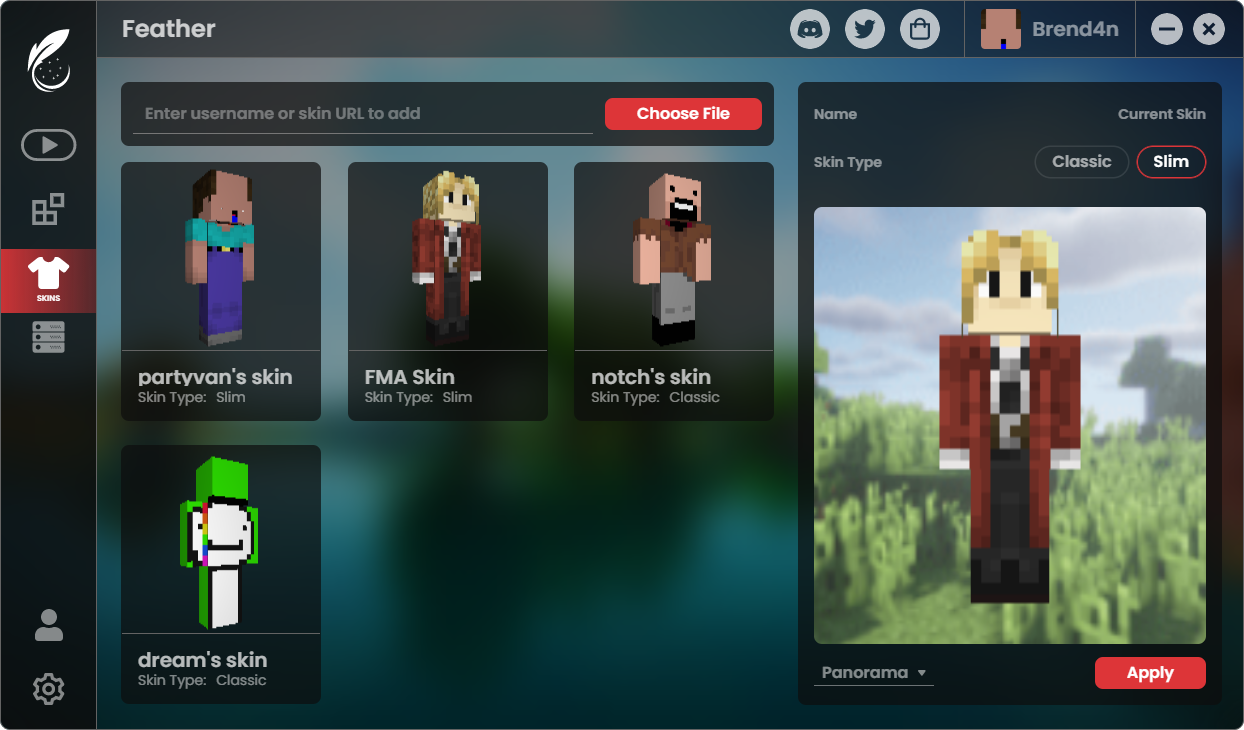 Feather
Brend4n
SKINS
Enter username or skin URL to add
Choose File
partyvan's skin
Skin Type: Slim
FMA Skin
Skin Type: Slim
notch's skin
Skin Type: Classic
dream's skin
Skin Type: Classic
Name
Current Skin
Skin Type
Classic
Slim
Panorama
Apply